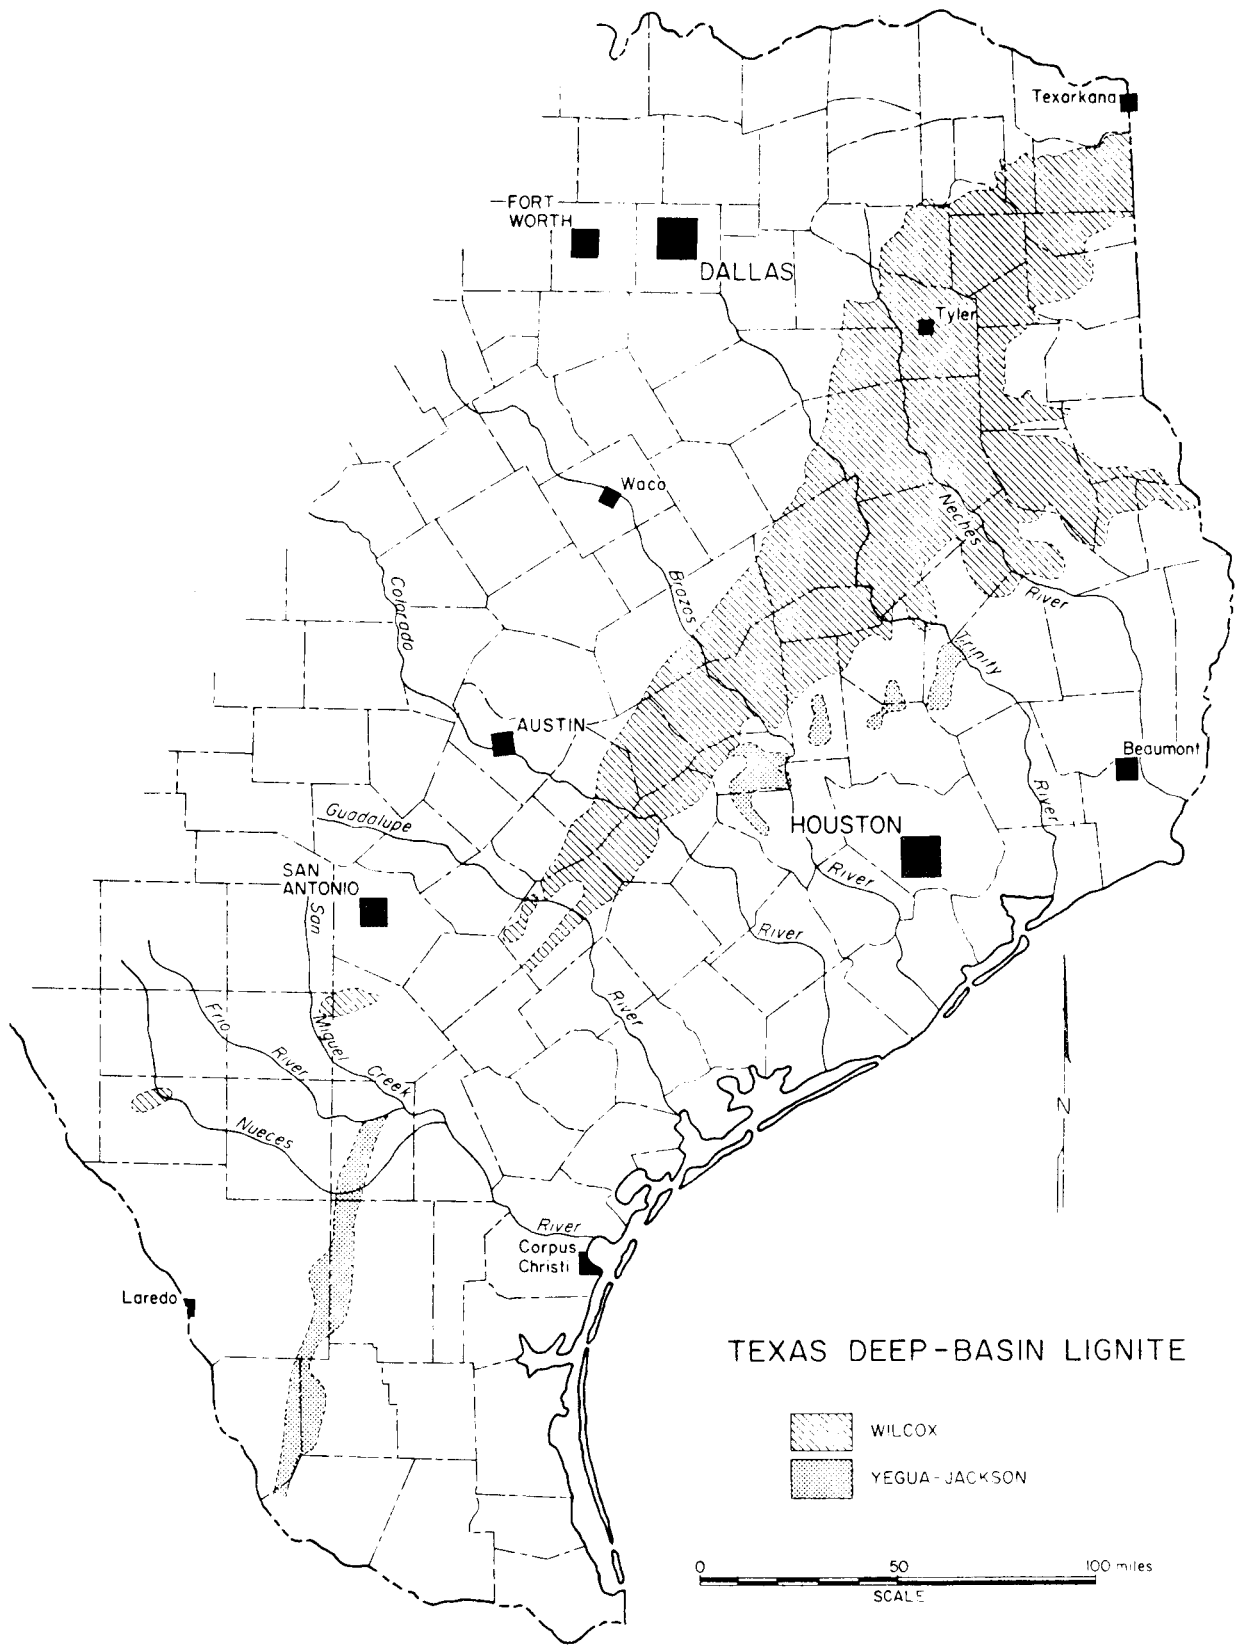 Texarkana
FORT
WORTH
DALLAS
Tyler
Waco
Neches
River
Colorado
Brazos
Trinity
River
AUSTIN
Beaumont
Guadalupe
HOUSTON
River
SAN
ANTONIO
San
River
Miguel
Creek
Frio
River
River
N
Nueces
River
Corpus
Christi
Laredo
TEXAS DEEP-BASIN LIGNITE
WILCOX
YEGUA-JACKSON
0 50 100 miles
SCALE